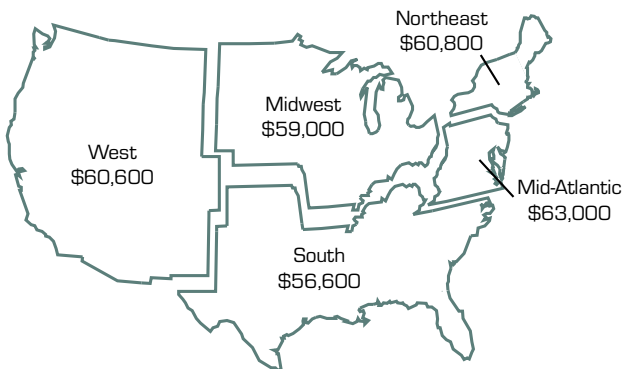 Northeast
$60,800
Midwest
$59,000
West
$60,600
Mid-Atlantic
$63,000
South
$56,600